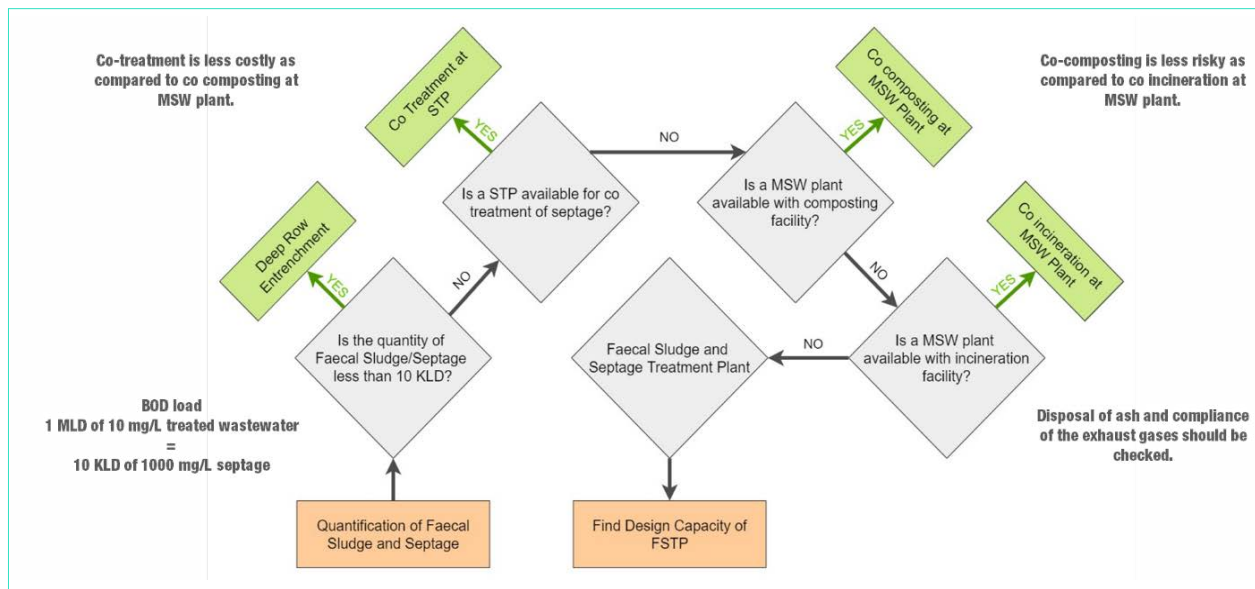 Co-treatment is less costly as
compared to co composting at
MSW plant.
Co Treatment at
STP
YES
Is a STP available for co
treatment of septage?
NO
Co composting at
MSW Plant
YES
Is a MSW plant
available with composting
facility?
Co-composting is less risky as
compared to co incineration at
MSW plant.
Deep Row
Entrenchment
YES
NO
Is the quantity of
Faecal Sludge/Septage
less than 10 KLD?
Faecal Sludge and
Septage Treatment Plant
NO
NO
Is a MSW plant
available with incineration
facility?
YES
Co incineration at
MSW Plant
BOD load
1 MLD of 10 mg/L treated wastewater
=
10 KLD of 1000 mg/L septage
Disposal of ash and compliance
of the exhaust gases should be
checked.
Quantification of Faecal
Sludge and Septage
Find Design Capacity of
FSTP